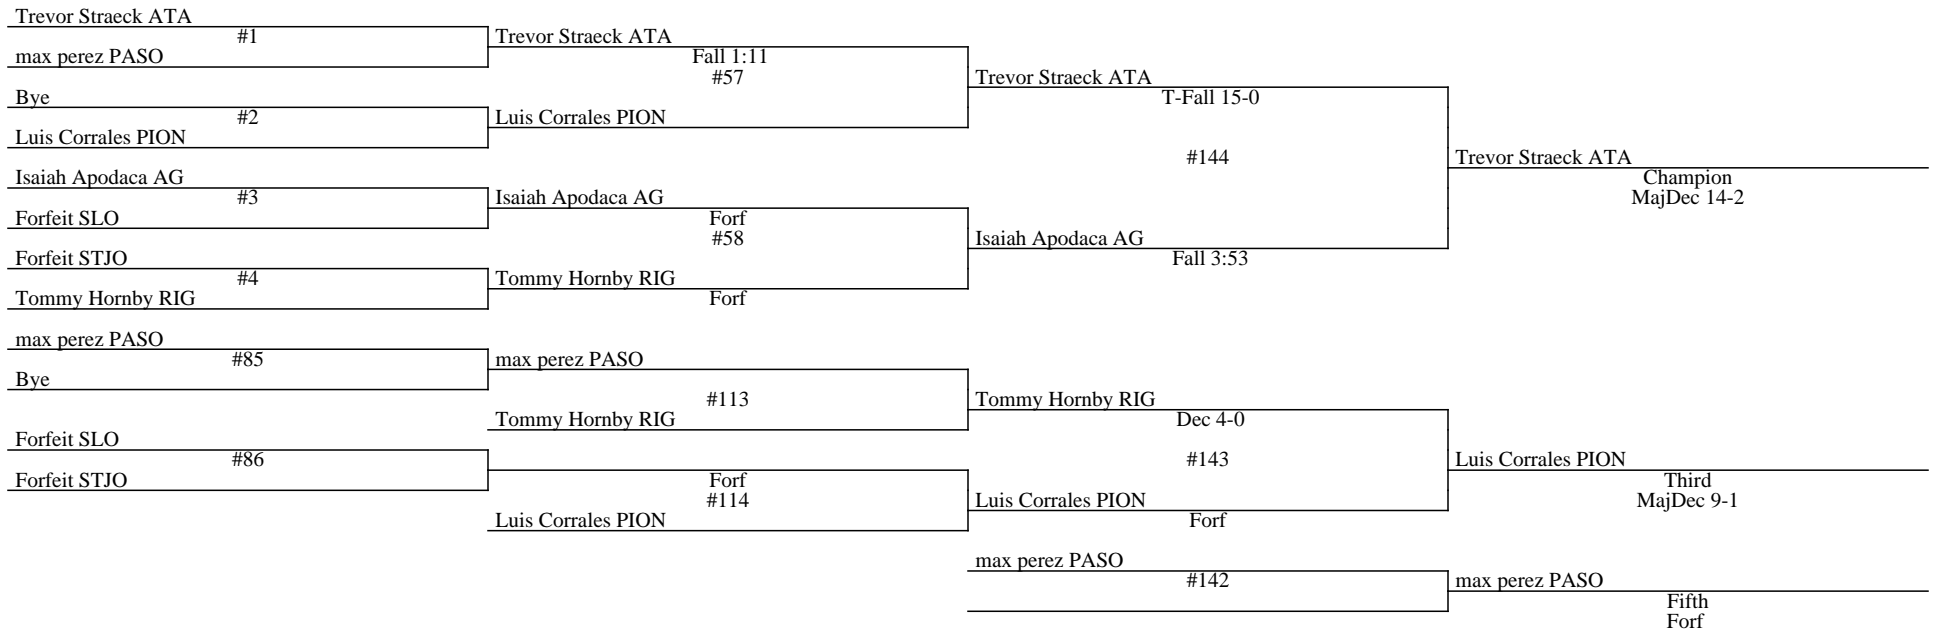 Trevor Straeck ATA
#1
max perez PASO
Bye
#2
Luis Corrales PION
Isaiah Apodaca AG
#3
Forfeit SLO
Forfeit STJO
#4
Tommy Hornby RIG
max perez PASO
#85
Bye
Forfeit SLO
#86
Forfeit STJO
Trevor Straeck ATA
Fall 1:11
#57
Luis Corrales PION
Isaiah Apodaca AG
Forf
#58
Tommy Hornby RIG
Forf
max perez PASO
#113
Tommy Hornby RIG
Forf
#114
Luis Corrales PION
Trevor Straeck ATA
T-Fall 15-0
#144
Isaiah Apodaca AG
Fall 3:53
Tommy Hornby RIG
Dec 4-0
#143
Luis Corrales PION
Forf
max perez PASO
#142
Trevor Straeck ATA
Champion
MajDec 14-2
Luis Corrales PION
Third
MajDec 9-1
max perez PASO
Fifth
Forf